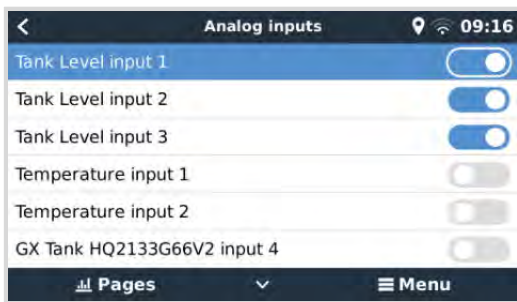 Analog inputs 09:16
Tank Level input 1
Tank Level input 2
Tank Level input 3
Temperature input 1
Temperature input 2
GX Tank HQ2133G66V2 input 4
Pages Menu